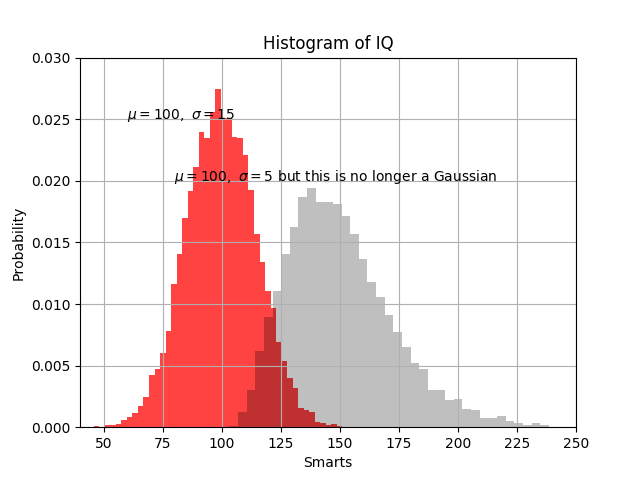 Histogram of IQ
0.030
0.025
0.020
0.015
0.010
0.005
0.000
Probability
μ = 100, σ = 15
μ = 100, σ = 5 but this is no longer a Gaussian
50 75 100 125 150 175 200 225 250
Smarts